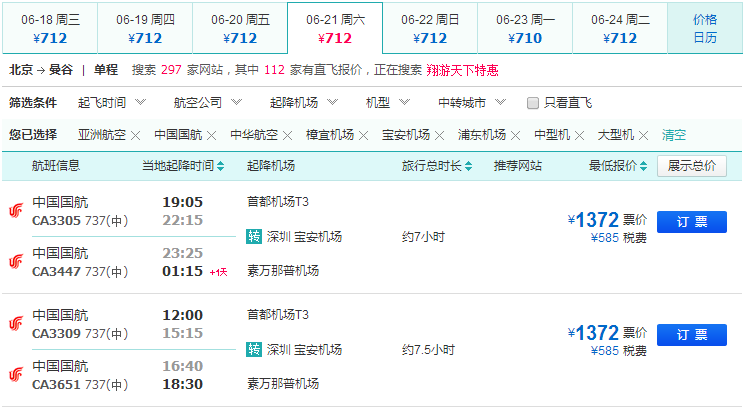 06-18 周三 06-19 周四 06-20 周五 06-21 周六 06-22 周日 06-23 周一 06-24 周二 价格
¥712 ¥712 ¥712 ¥712 ¥712 ¥710 ¥712 日历
北京 → 曼谷 | 单程 搜索 297 家网站，其中 112 家有直飞报价，正在搜索 翔游天下特惠
筛选条件 起飞时间 航空公司 起降机场 机型 中转城市 只看直飞
您已选择 亚洲航空 × 中国国航 × 中华航空 × 樟宜机场 × 宝安机场 × 浦东机场 × 中型机 × 大型机 × 清空
航班信息 当地起降时间 起降机场 旅行总时长 推荐网站 最低报价 展示总价
中国国航 19:05 首都机场T3
CA3305 737(中) 22:15
转 深圳 宝安机场 约7小时 ¥1372 票价 订 票
¥585 税费
中国国航 23:25
CA3447 737(中) 01:15 +1天 素万那普机场
中国国航 12:00 首都机场T3
CA3309 737(中) 15:15
转 深圳 宝安机场 约7.5小时 ¥1372 票价 订 票
¥585 税费
中国国航 16:40
CA3651 737(中) 18:30 素万那普机场